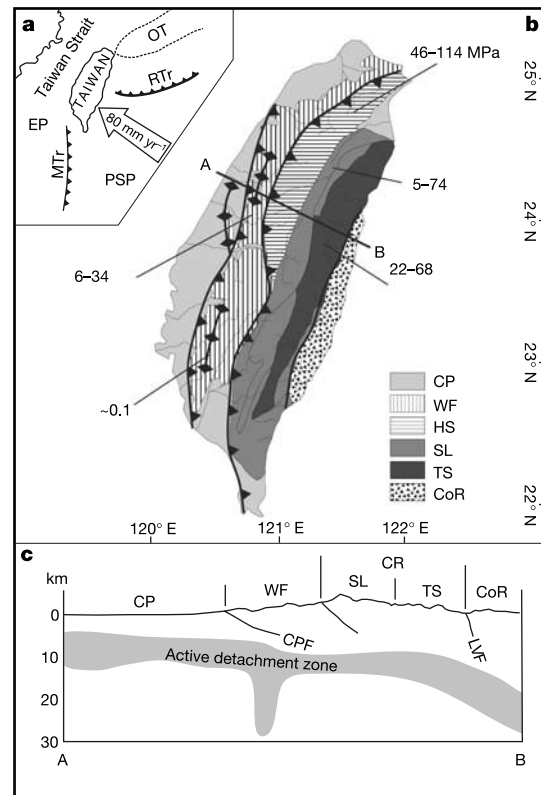 a
Taiwan Strait
OT
TAIWAN
RTr
EP
80 mm yr⁻¹
MTr
PSP
b
46–114 MPa
25° N
A
5–74
24° N
B
6–34
22–68
23° N
~0.1
CP
WF
HS
SL
TS
CoR
22° N
120° E
121° E
122° E
c
km
CR
CP
WF
SL
TS
CoR
0
CPF
LVF
10
Active detachment zone
20
30
A
B